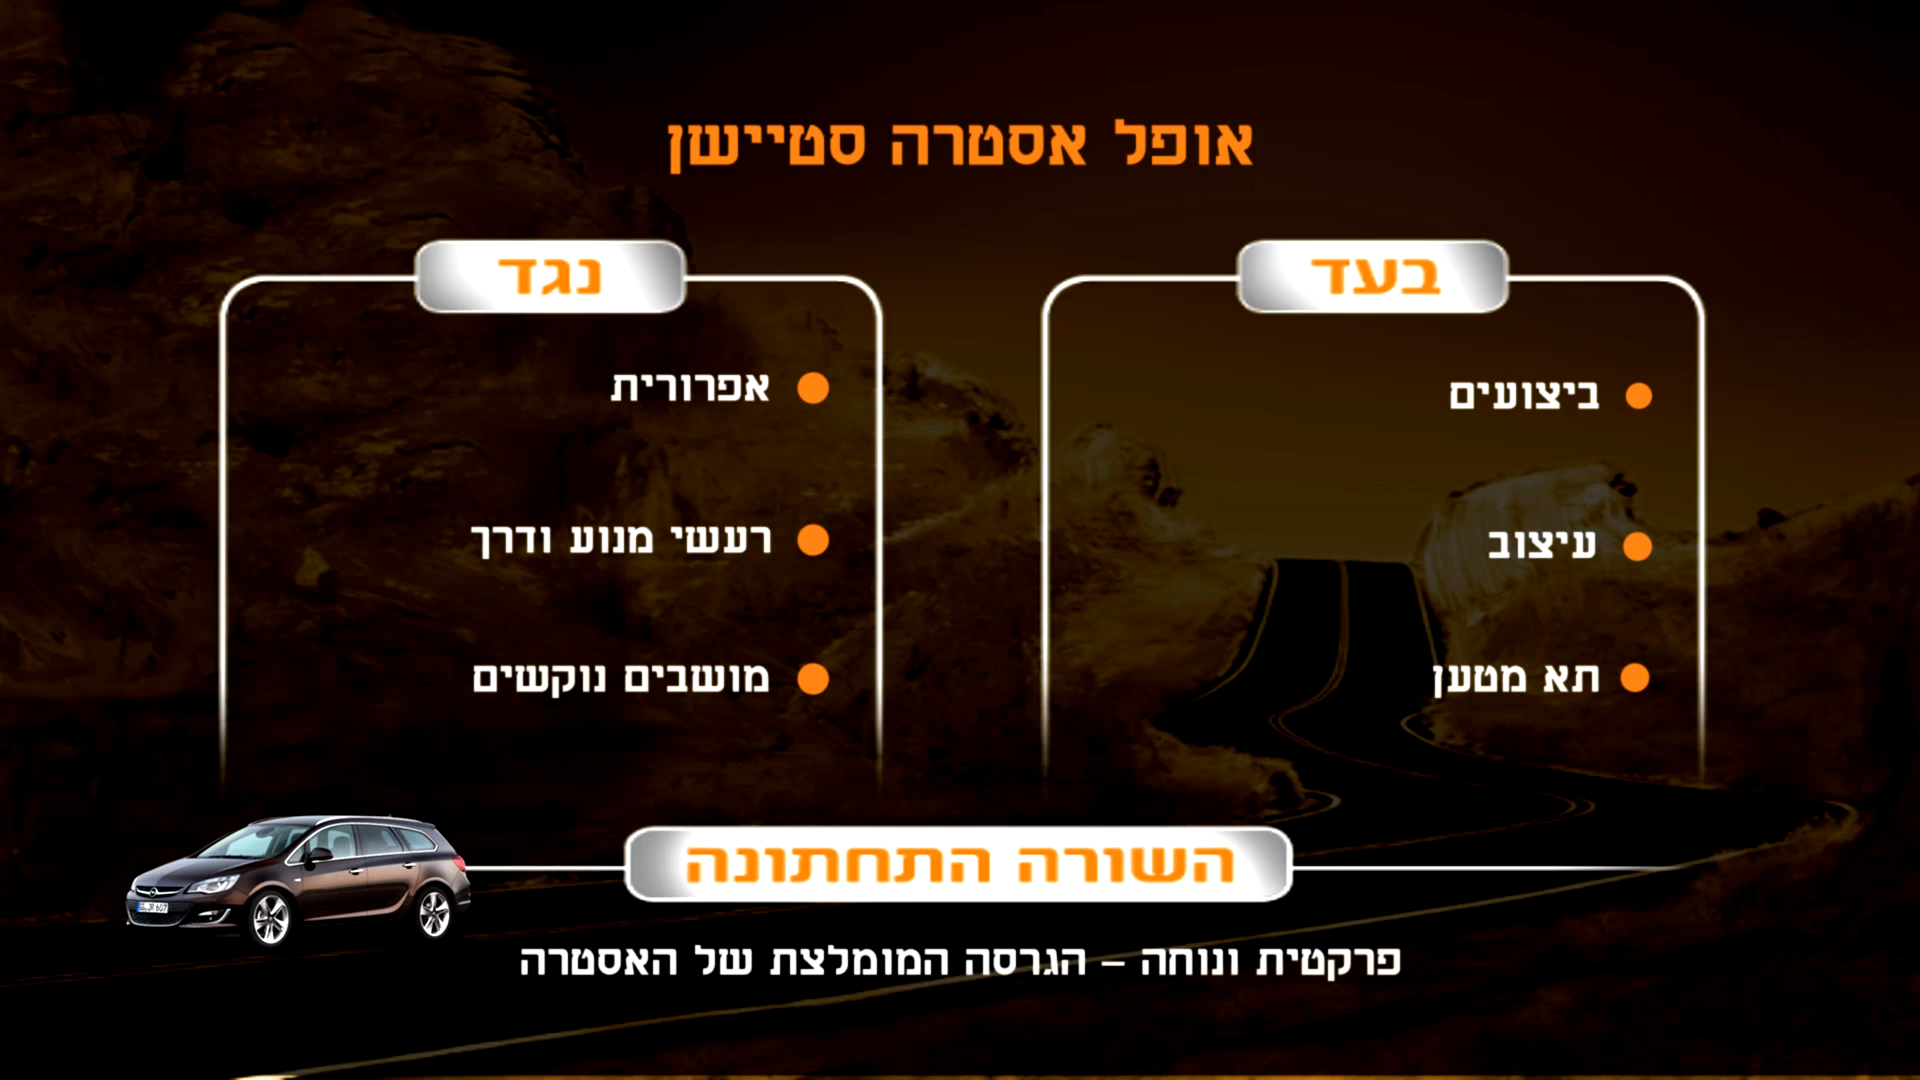 אופל אסטרה סטיישן
בעד
ביצועים
עיצוב
תא מטען
נגד
אפרורית
רעשי מנוע ודרך
מושבים נוקשים
השורה התחתונה
פרקטית ונוחה – הגרסה המומלצת של האסטרה